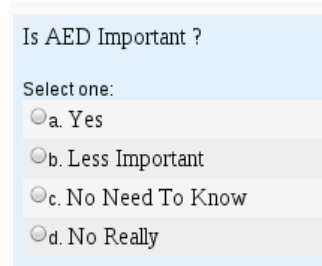 Is AED Important ?
Select one:
a. Yes
b. Less Important
c. No Need To Know
d. No Really